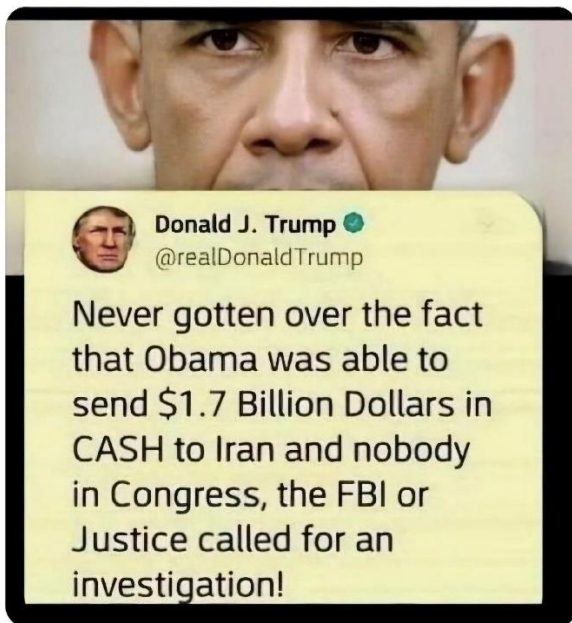 Donald J. Trump
@realDonaldTrump
Never gotten over the fact
that Obama was able to
send $1.7 Billion Dollars in
CASH to Iran and nobody
in Congress, the FBI or
Justice called for an
investigation!